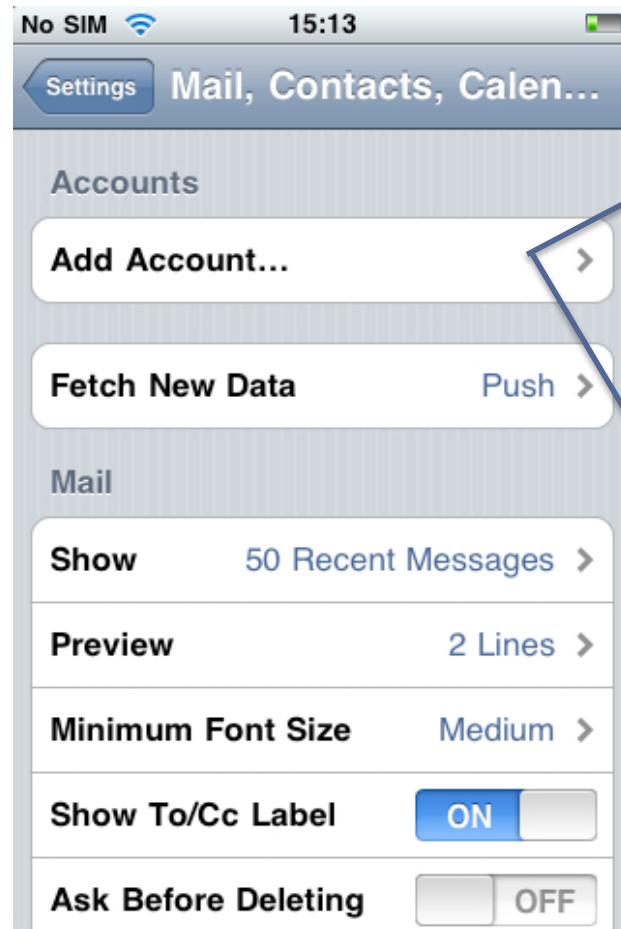 No SIM 15:13
Settings Mail, Contacts, Calen...
Accounts
Add Account...
Fetch New Data Push
Mail
Show 50 Recent Messages
Preview 2 Lines
Minimum Font Size Medium
Show To/Cc Label ON
Ask Before Deleting OFF